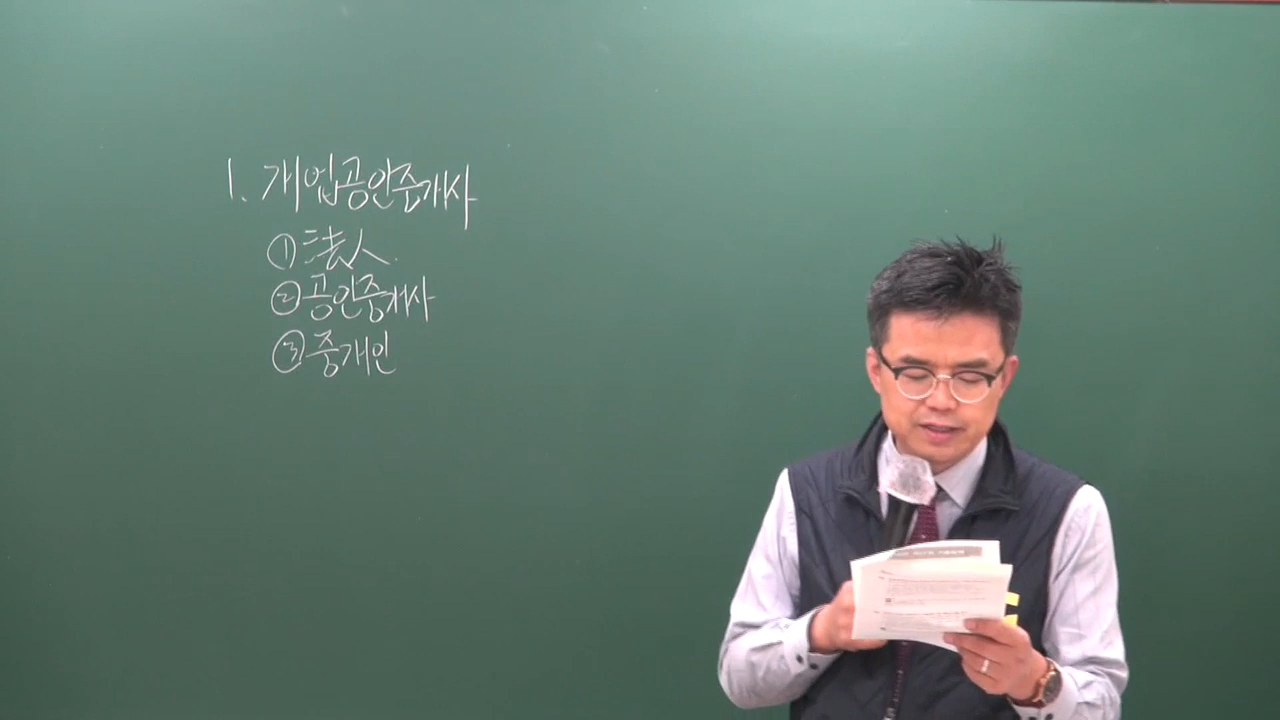 1. 개업공인중개사
① 法人.
② 공인중개사
③ 중개인